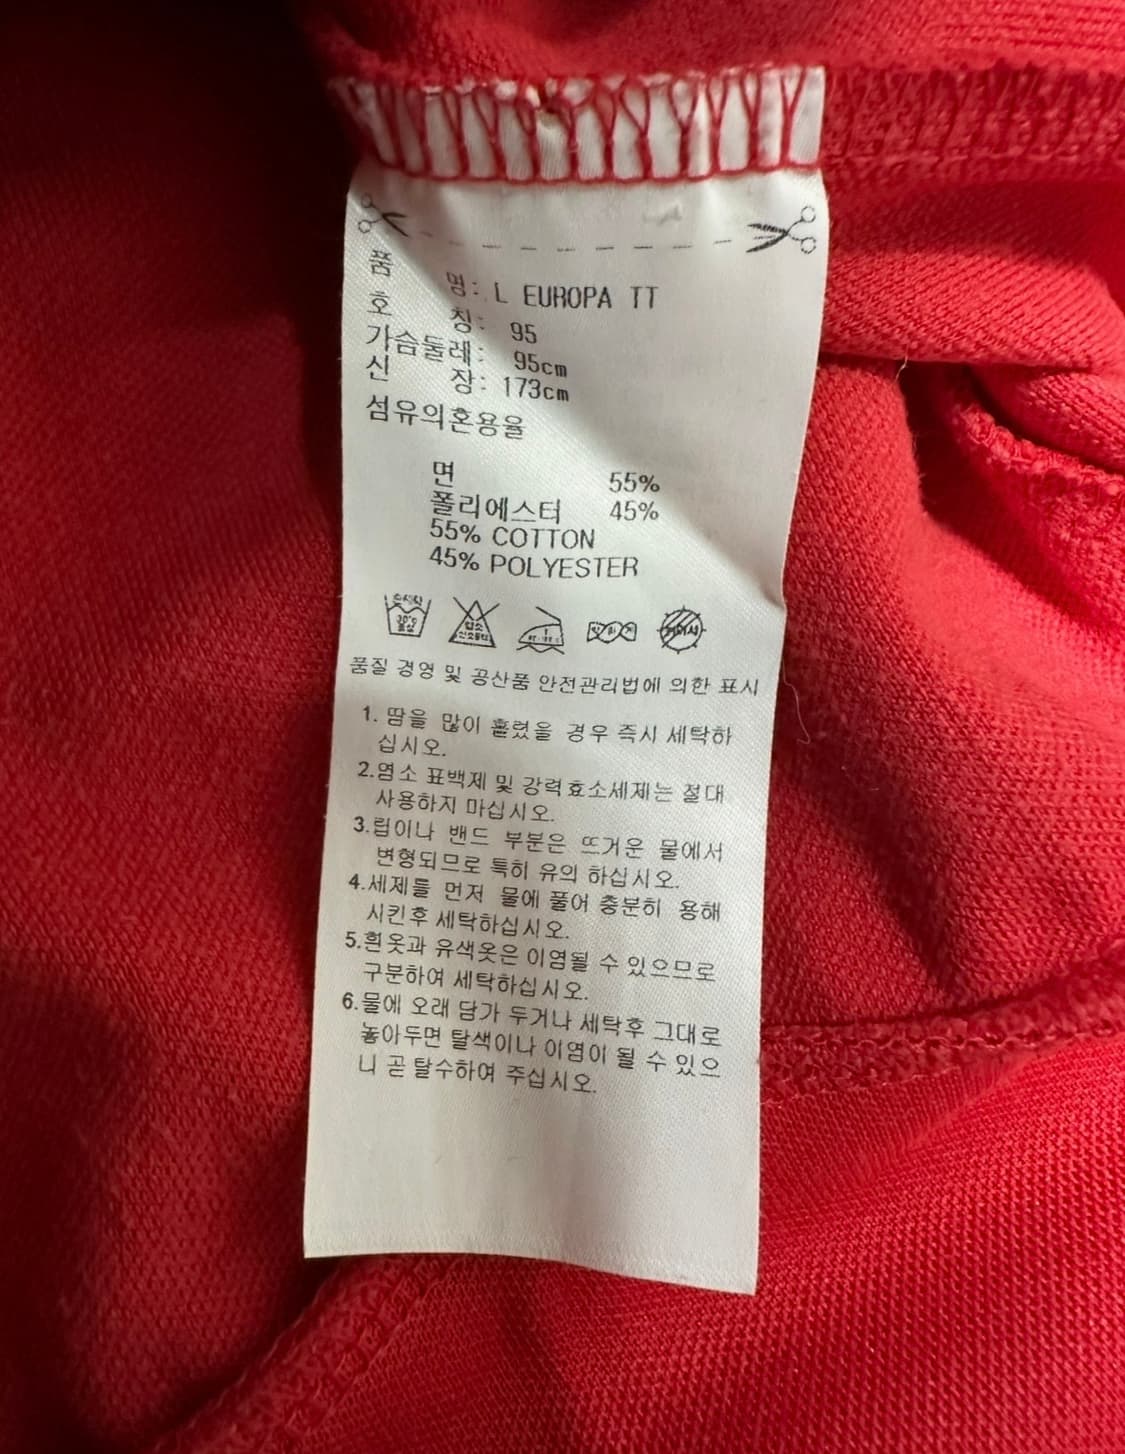 품 명: L EUROPA TT
호 칭: 95
가슴둘레: 95cm
신 장: 173cm
섬유의혼용율
면 55%
폴리에스터 45%
55% COTTON
45% POLYESTER
30℃
품질 경영 및 공산품 안전관리법에 의한 표시
1. 땀을 많이 흘렸을 경우 즉시 세탁하
십시오.
2.염소 표백제 및 강력효소세제는 절대
사용하지 마십시오.
3.립이나 밴드 부분은 뜨거운 물에서
변형되므로 특히 유의 하십시오.
4.세제를 먼저 물에 풀어 충분히 용해
시킨후 세탁하십시오.
5.흰옷과 유색옷은 이염될 수 있으므로
구분하여 세탁하십시오.
6.물에 오래 담가 두거나 세탁후 그대로
놓아두면 탈색이나 이염이 될 수 있으
니 곧 탈수하여 주십시오.